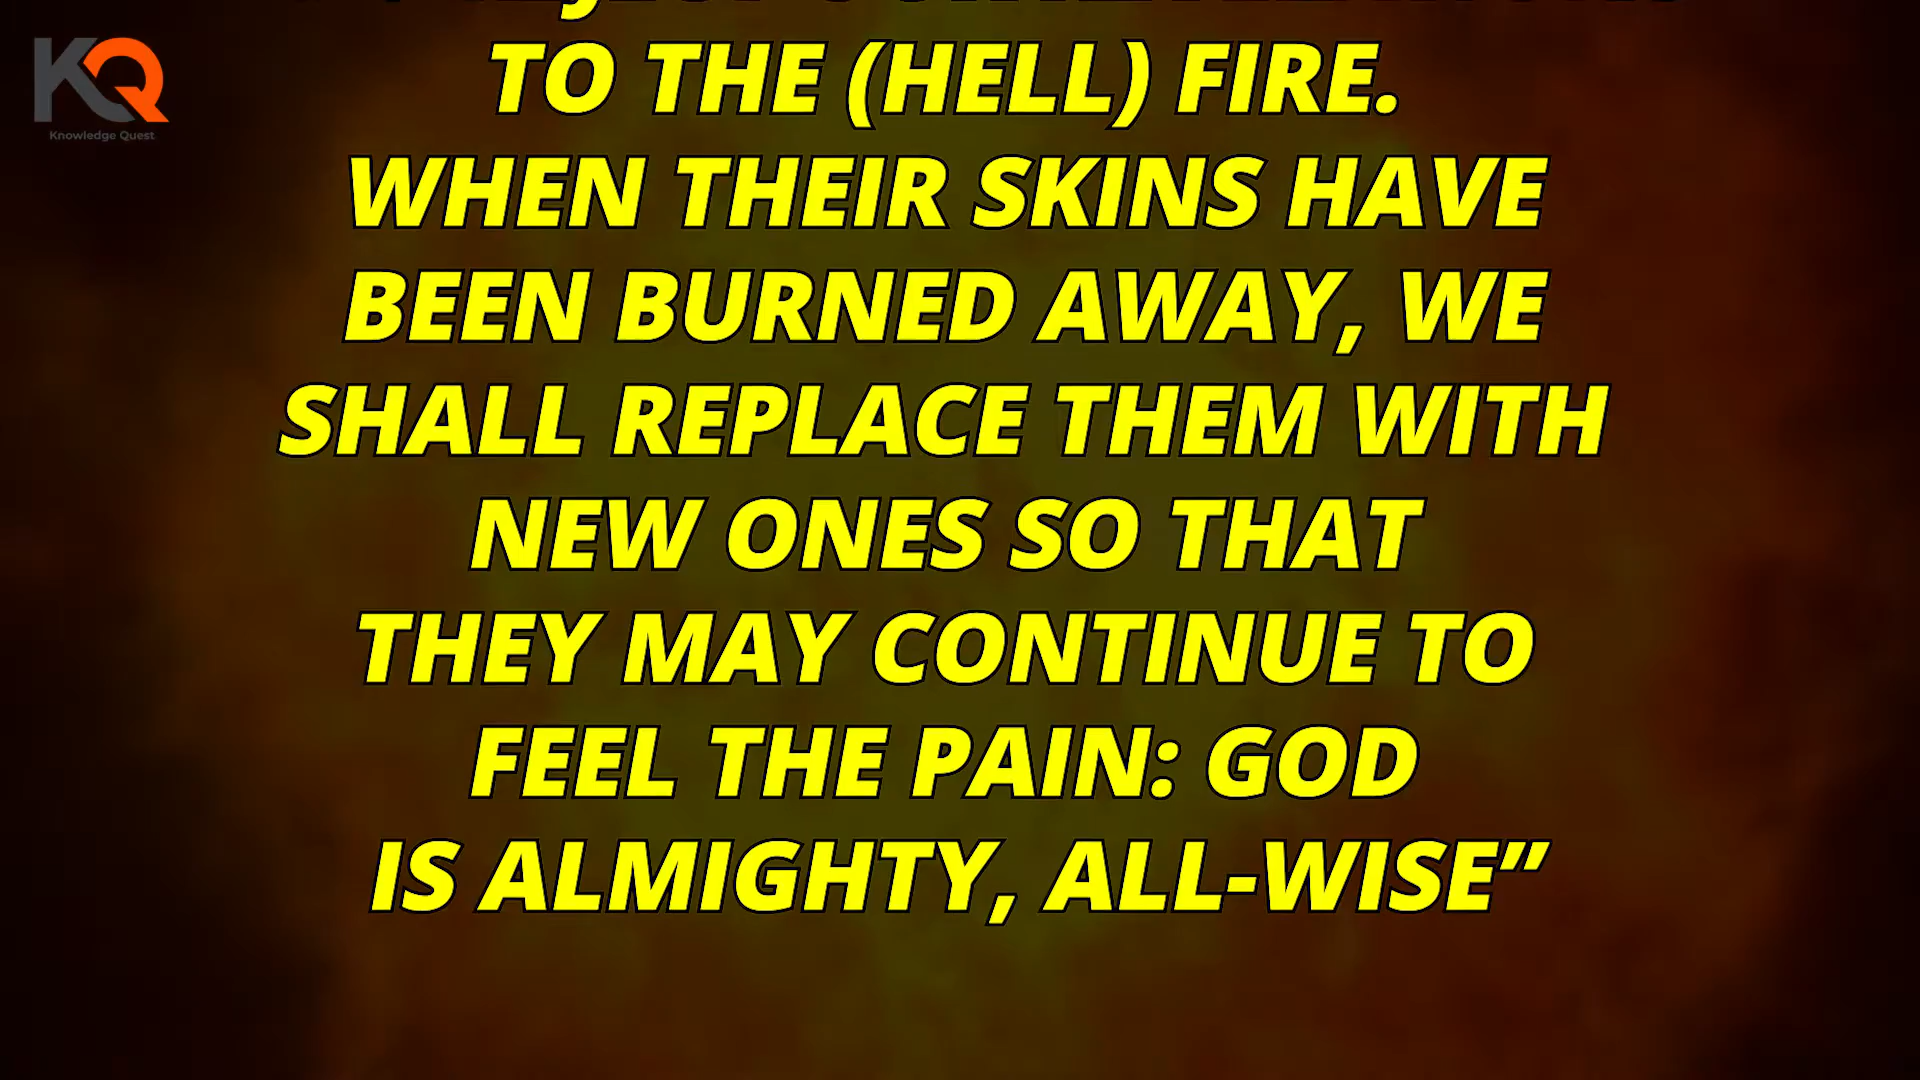 KQ
Knowledge Quest
TO THE (HELL) FIRE.
WHEN THEIR SKINS HAVE
BEEN BURNED AWAY, WE
SHALL REPLACE THEM WITH
NEW ONES SO THAT
THEY MAY CONTINUE TO
FEEL THE PAIN: GOD
IS ALMIGHTY, ALL-WISE”